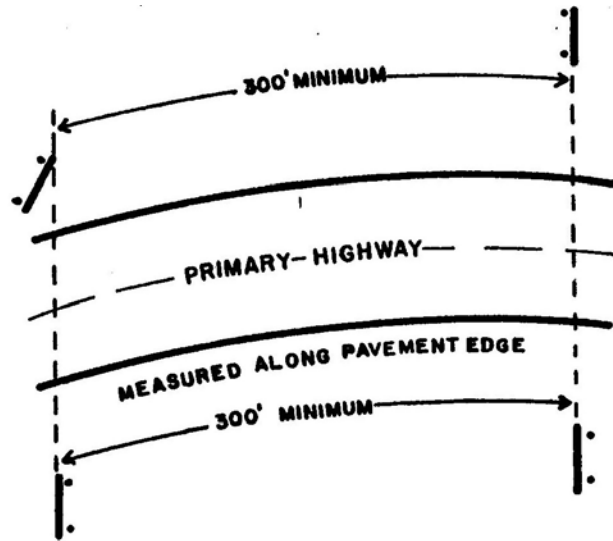 300' MINIMUM
PRIMARY-HIGHWAY
MEASURED ALONG PAVEMENT EDGE
300' MINIMUM